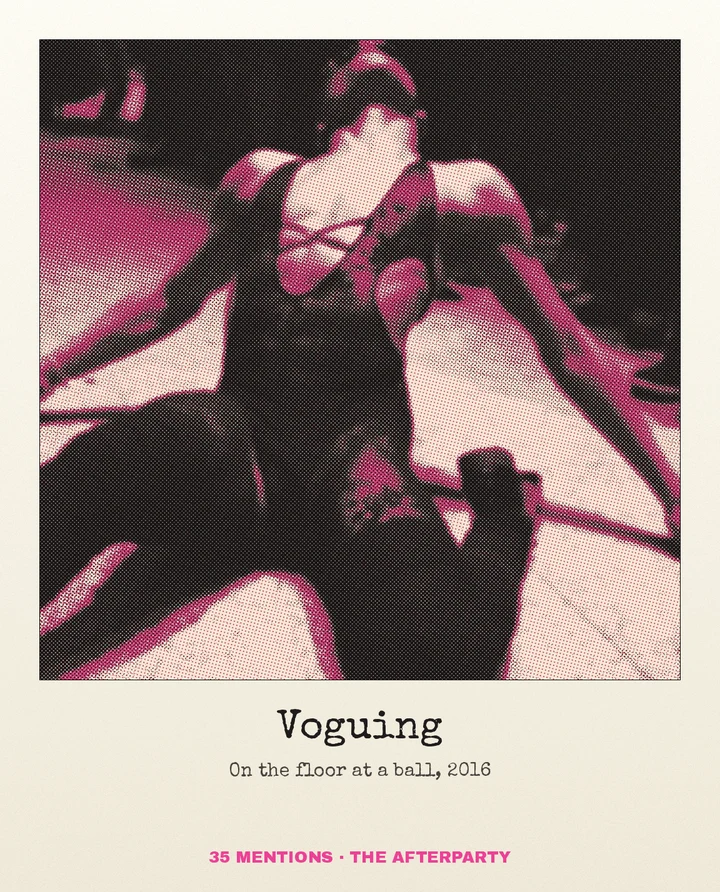 Voguing
On the floor at a ball, 2016
35 MENTIONS · THE AFTERPARTY